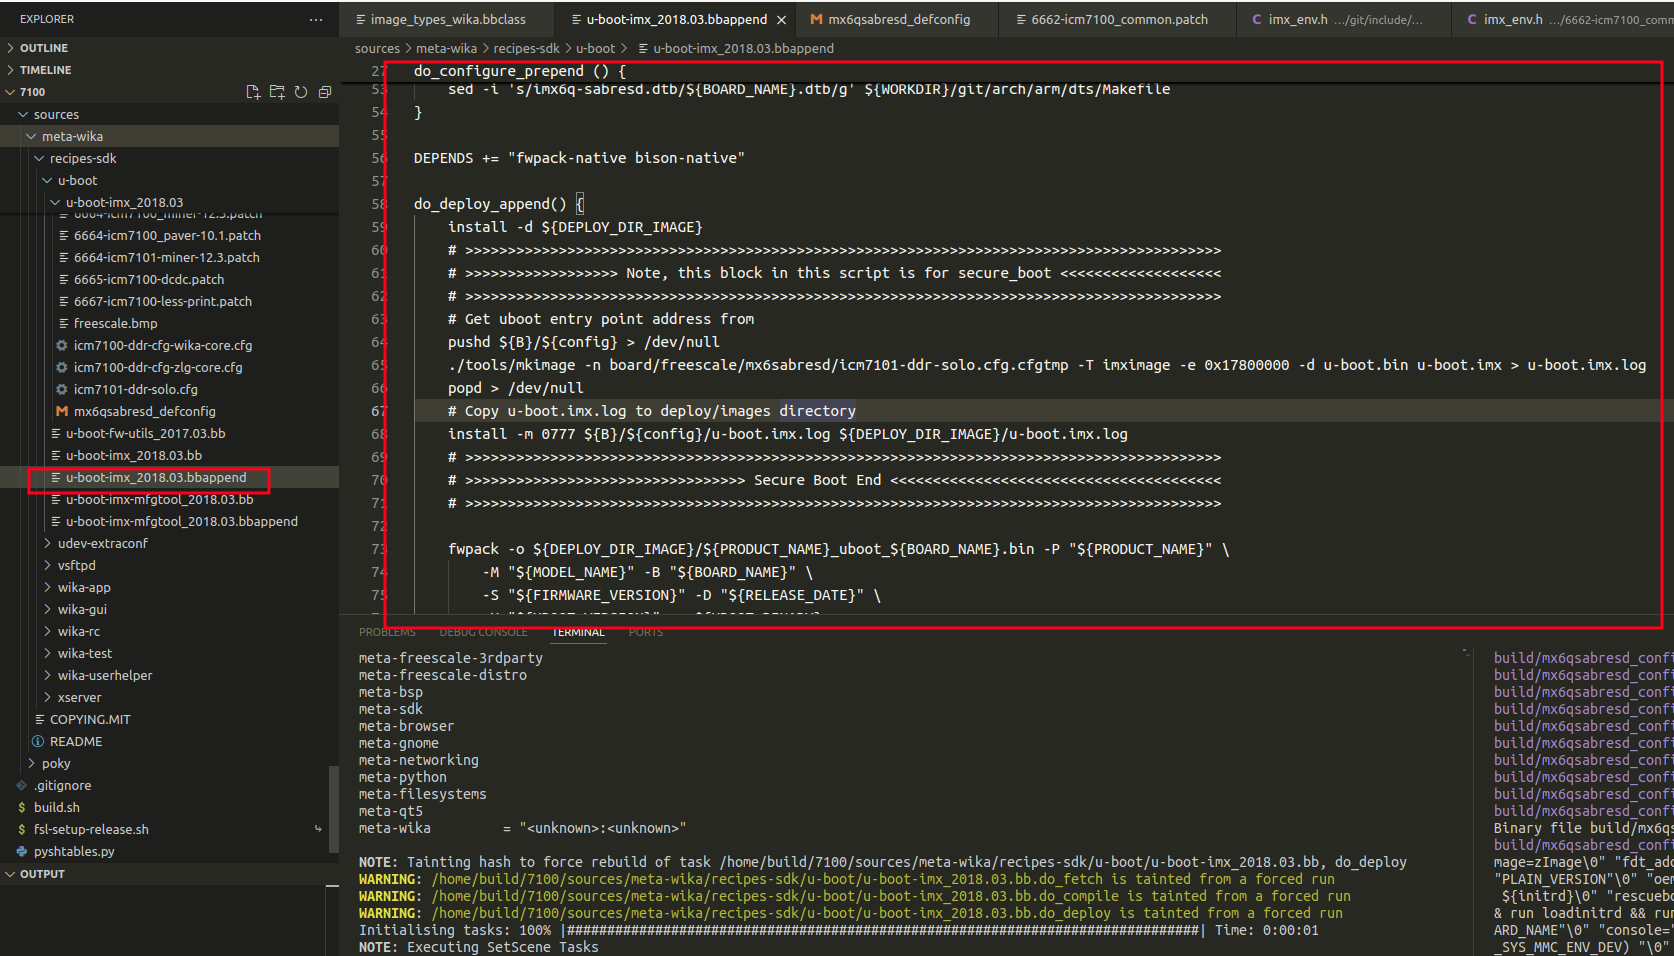 EXPLORER
···
OUTLINE
TIMELINE
7100
sources
meta-wika
recipes-sdk
u-boot
u-boot-imx_2018.03
6664-icm7100_miner-12.3.patch
6664-icm7100_paver-10.1.patch
6664-icm7101-miner-12.3.patch
6665-icm7100-dcdc.patch
6667-icm7100-less-print.patch
freescale.bmp
icm7100-ddr-cfg-wika-core.cfg
icm7100-ddr-cfg-zlg-core.cfg
icm7101-ddr-solo.cfg
M mx6qsabresd_defconfig
u-boot-fw-utils_2017.03.bb
u-boot-imx_2018.03.bb
u-boot-imx_2018.03.bbappend
u-boot-imx-mfgtool_2018.03.bb
u-boot-imx-mfgtool_2018.03.bbappend
udev-extraconf
vsftpd
wika-app
wika-gui
wika-rc
wika-test
wika-userhelper
xserver
COPYING.MIT
README
poky
.gitignore
$ build.sh
$ fsl-setup-release.sh
pyshtables.py
OUTPUT
image_types_wika.bbclass
u-boot-imx_2018.03.bbappend
M mx6qsabresd_defconfig
6662-icm7100_common.patch
C imx_env.h .../git/include/...
C imx_env.h .../6662-icm7100_comm
sources > meta-wika > recipes-sdk > u-boot > u-boot-imx_2018.03.bbappend
27 do_configure_prepend () {
53 sed -i 's/imx6q-sabresd.dtb/${BOARD_NAME}.dtb/g' ${WORKDIR}/git/arch/arm/dts/Makefile
54 }
55
56 DEPENDS += "fwpack-native bison-native"
57
58 do_deploy_append() {
59 install -d ${DEPLOY_DIR_IMAGE}
60 # >>>>>>>>>>>>>>>>>>>>>>>>>>>>>>>>>>>>>>>>>>>>>>>>>>>>>>>>>>>>>>>>>>>>>>>>>>>>>>>>>>>>>>>>>
61 # >>>>>>>>>>>>>>>>>> Note, this block in this script is for secure_boot <<<<<<<<<<<<<<<<<<<
62 # >>>>>>>>>>>>>>>>>>>>>>>>>>>>>>>>>>>>>>>>>>>>>>>>>>>>>>>>>>>>>>>>>>>>>>>>>>>>>>>>>>>>>>>>>
63 # Get uboot entry point address from
64 pushd ${B}/${config} > /dev/null
65 ./tools/mkimage -n board/freescale/mx6sabresd/icm7101-ddr-solo.cfg.cfgtmp -T imximage -e 0x17800000 -d u-boot.bin u-boot.imx > u-boot.imx.log
66 popd > /dev/null
67 # Copy u-boot.imx.log to deploy/images directory
68 install -m 0777 ${B}/${config}/u-boot.imx.log ${DEPLOY_DIR_IMAGE}/u-boot.imx.log
69 # >>>>>>>>>>>>>>>>>>>>>>>>>>>>>>>>>>>>>>>>>>>>>>>>>>>>>>>>>>>>>>>>>>>>>>>>>>>>>>>>>>>>>>>>>
70 # >>>>>>>>>>>>>>>>>>>>>>>>>>>>>>>>> Secure Boot End <<<<<<<<<<<<<<<<<<<<<<<<<<<<<<<<<<<<<<<
71 # >>>>>>>>>>>>>>>>>>>>>>>>>>>>>>>>>>>>>>>>>>>>>>>>>>>>>>>>>>>>>>>>>>>>>>>>>>>>>>>>>>>>>>>>>
72
73 fwpack -o ${DEPLOY_DIR_IMAGE}/${PRODUCT_NAME}_uboot_${BOARD_NAME}.bin -P "${PRODUCT_NAME}" \
74 -M "${MODEL_NAME}" -B "${BOARD_NAME}" \
75 -S "${FIRMWARE_VERSION}" -D "${RELEASE_DATE}" \
PROBLEMS DEBUG CONSOLE TERMINAL PORTS
meta-freescale-3rdparty
meta-freescale-distro
meta-bsp
meta-sdk
meta-browser
meta-gnome
meta-networking
meta-python
meta-filesystems
meta-qt5
meta-wika = "<unknown>:<unknown>"
NOTE: Tainting hash to force rebuild of task /home/build/7100/sources/meta-wika/recipes-sdk/u-boot/u-boot-imx_2018.03.bb, do_deploy
WARNING: /home/build/7100/sources/meta-wika/recipes-sdk/u-boot/u-boot-imx_2018.03.bb.do_fetch is tainted from a forced run
WARNING: /home/build/7100/sources/meta-wika/recipes-sdk/u-boot/u-boot-imx_2018.03.bb.do_compile is tainted from a forced run
WARNING: /home/build/7100/sources/meta-wika/recipes-sdk/u-boot/u-boot-imx_2018.03.bb.do_deploy is tainted from a forced run
Initialising tasks: 100% |###############################################################################| Time: 0:00:01
NOTE: Executing SetScene Tasks
build/mx6qsabresd_confi
build/mx6qsabresd_confi
build/mx6qsabresd_confi
build/mx6qsabresd_confi
build/mx6qsabresd_confi
build/mx6qsabresd_confi
build/mx6qsabresd_confi
build/mx6qsabresd_confi
build/mx6qsabresd_confi
build/mx6qsabresd_confi
Binary file build/mx6qs
build/mx6qsabresd_confi
mage=zImage\0" "fdt_add
"PLAIN_VERSION"\0" "oem
${initrd}\0" "rescuebo
& run loadinitrd && run
ARD_NAME"\0" "console="
_SYS_MMC_ENV_DEV) "\0"